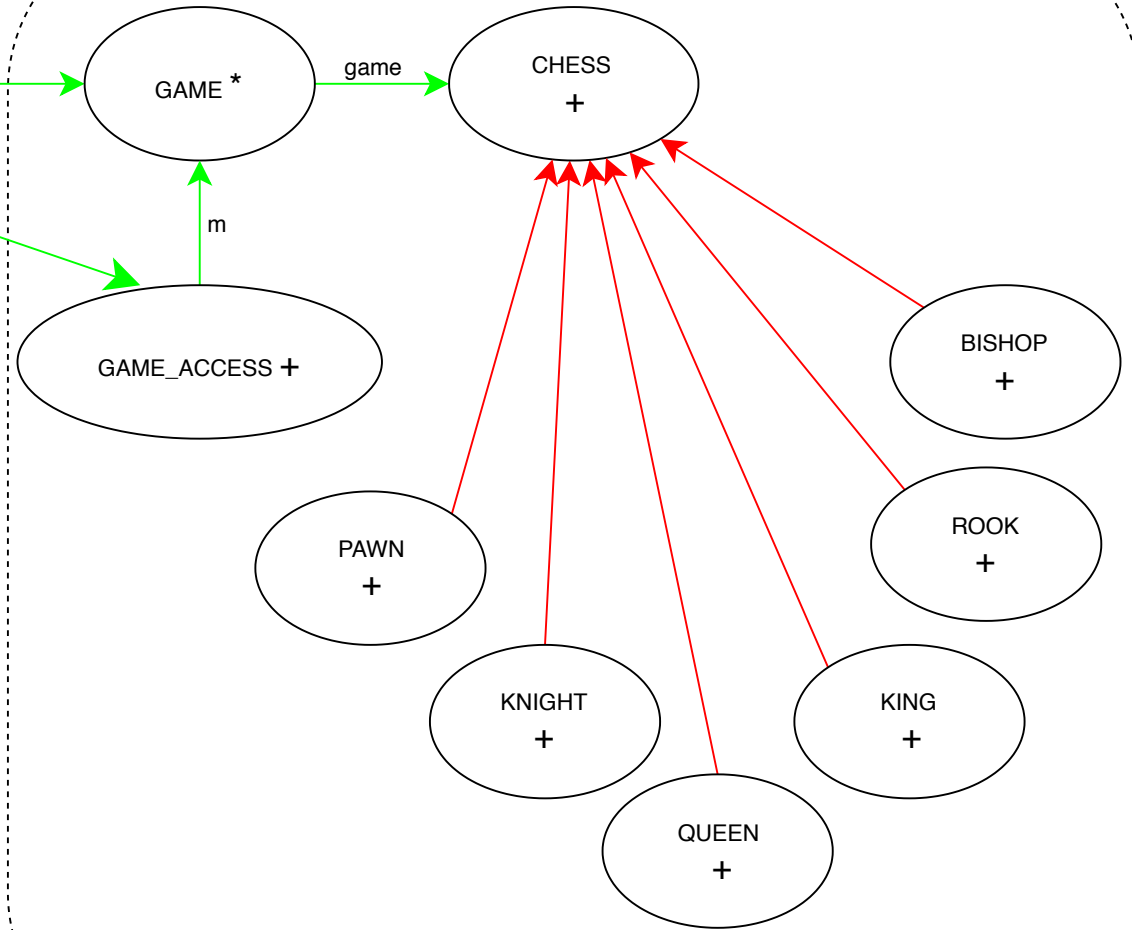 GAME *
game
CHESS
+
m
GAME_ACCESS +
BISHOP
+
ROOK
+
PAWN
+
KNIGHT
+
KING
+
QUEEN
+